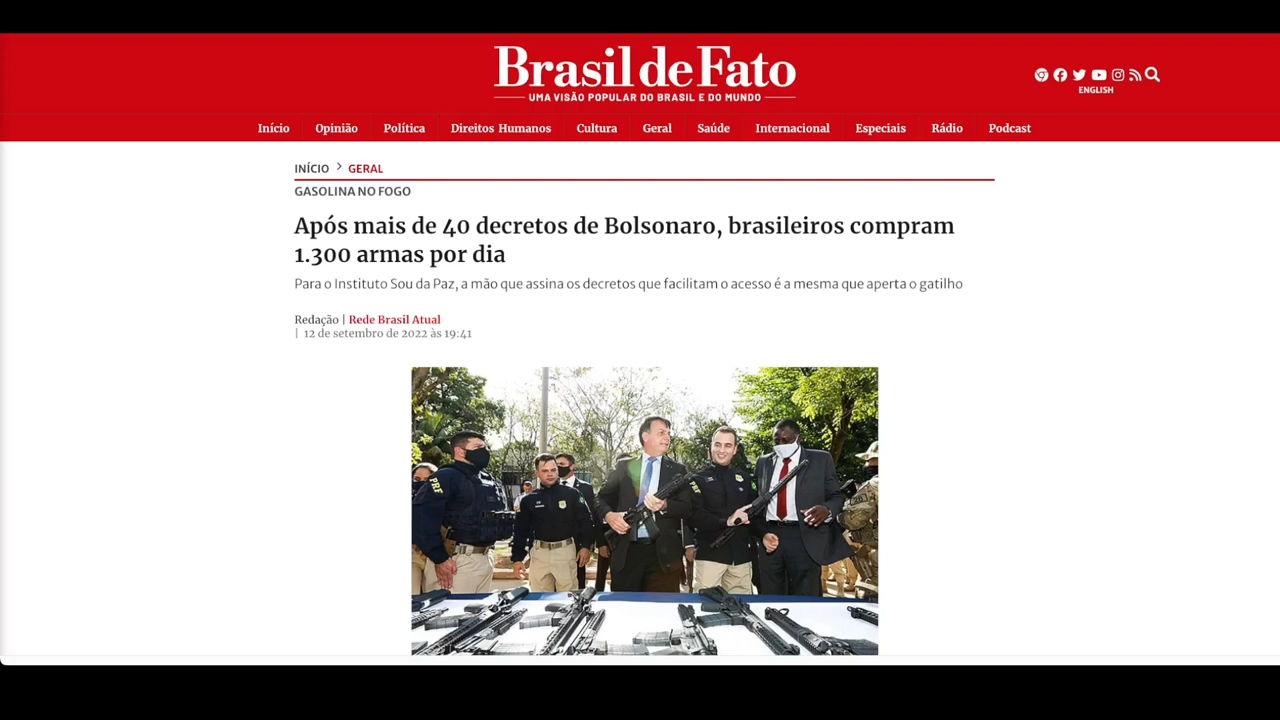 Brasil de Fato
UMA VISÃO POPULAR DO BRASIL E DO MUNDO
ENGLISH
Início Opinião Política Direitos Humanos Cultura Geral Saúde Internacional Especiais Rádio Podcast
INÍCIO > GERAL
GASOLINA NO FOGO
Após mais de 40 decretos de Bolsonaro, brasileiros compram
1.300 armas por dia
Para o Instituto Sou da Paz, a mão que assina os decretos que facilitam o acesso é a mesma que aperta o gatilho
Redação | Rede Brasil Atual
| 12 de setembro de 2022 às 19:41
PRF